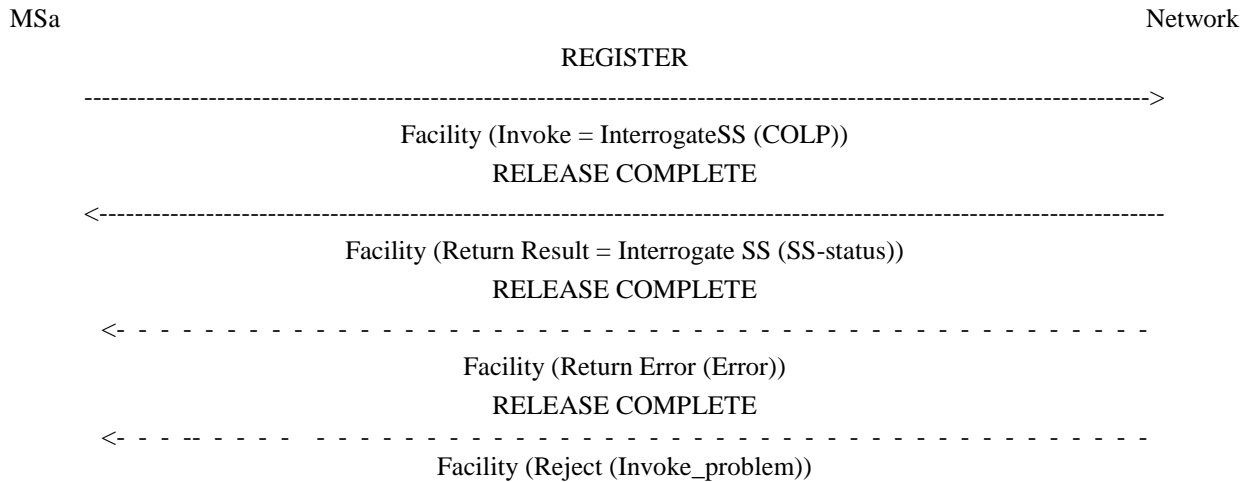 MSa Network
REGISTER
Facility (Invoke = InterrogateSS (COLP))
RELEASE COMPLETE
Facility (Return Result = Interrogate SS (SS-status))
RELEASE COMPLETE
Facility (Return Error (Error))
RELEASE COMPLETE
Facility (Reject (Invoke_problem))